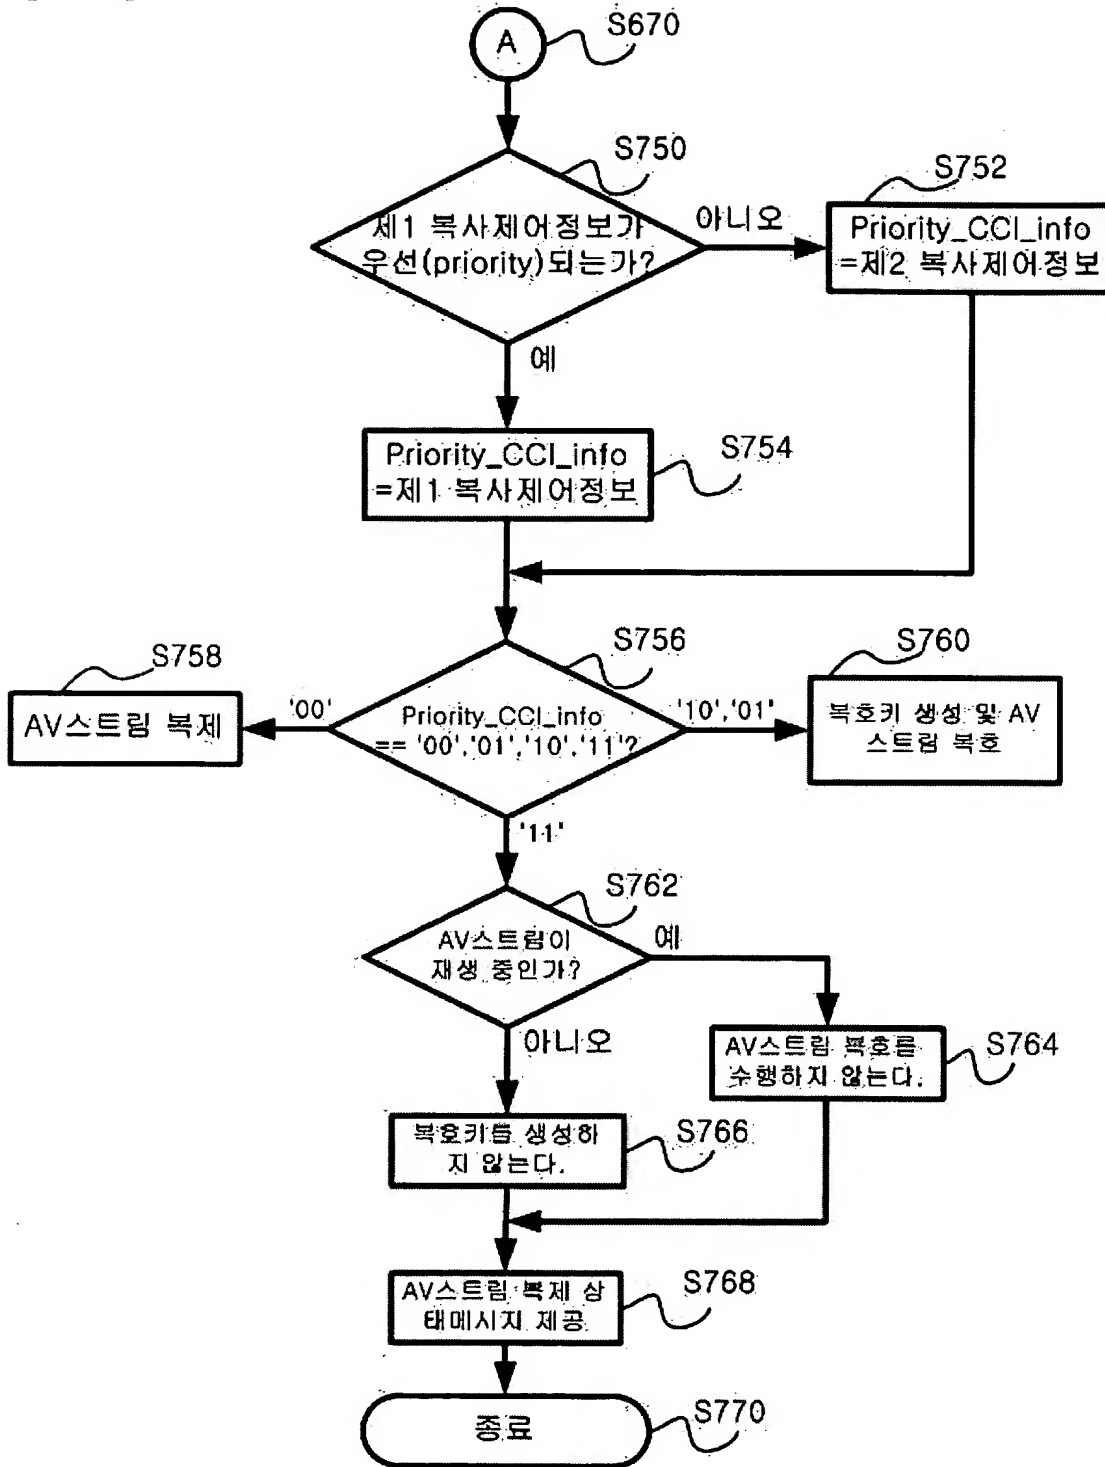 A
S670
S750
제1 복사제어정보가
우선(priority)되는가?
아니오
S752
Priority_CCI_info
=제2 복사제어정보
예
Priority_CCI_info
=제1 복사제어정보
S754
S756
Priority_CCI_info
== '00','01','10','11'?
'00'
S758
AV스트림 복제
'10','01'
S760
복호키 생성 및 AV
스트림 복호
'11'
S762
AV스트림이
재생 중인가?
예
아니오
AV스트림 복호를
수행하지 않는다.
S764
복호키를 생성하
지 않는다.
S766
AV스트림 복제 상
태메시지 제공
S768
종료
S770